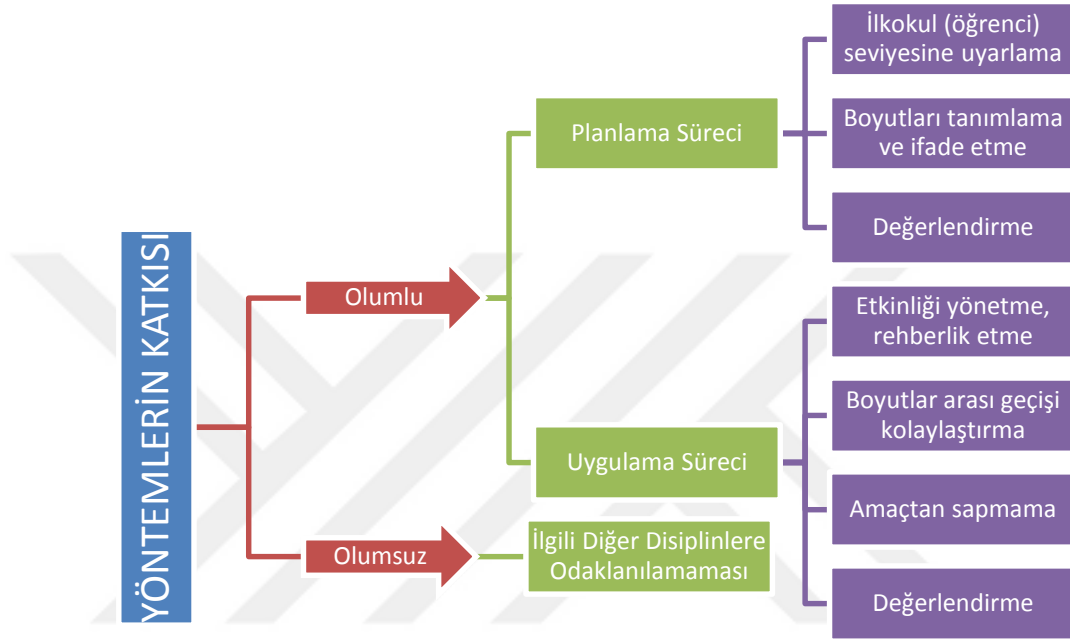 YÖNTEMLERİN KATKISI
Olumlu
Planlama Süreci
İlkokul (öğrenci)
seviyesine uyarlama
Boyutları tanımlama
ve ifade etme
Değerlendirme
Uygulama Süreci
Etkinliği yönetme,
rehberlik etme
Boyutlar arası geçişi
kolaylaştırma
Amaçtan sapmama
Değerlendirme
Olumsuz
İlgili Diğer Disiplinlere
Odaklanılamaması